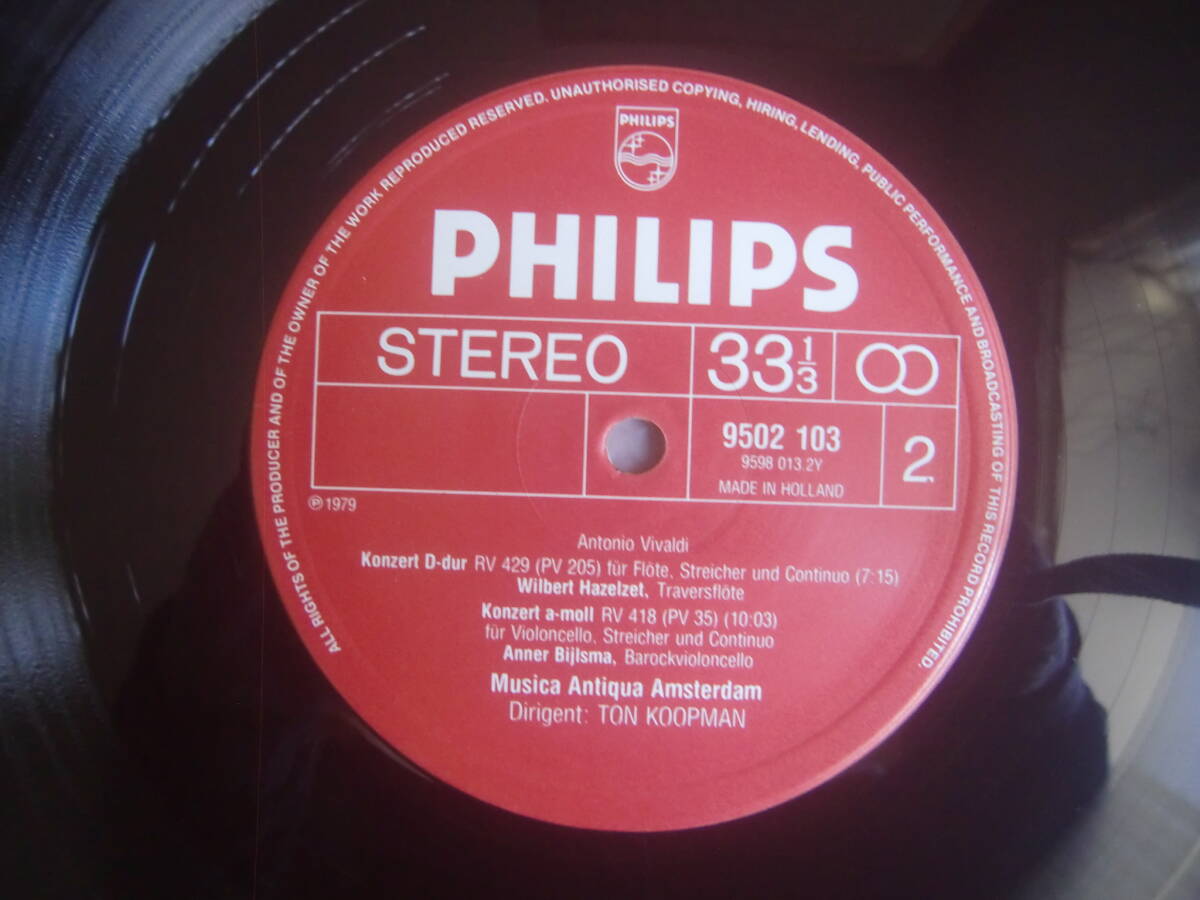 ALL RIGHTS OF THE PRODUCER AND OF THE OWNER OF THE WORK REPRODUCED RESERVED. UNAUTHORISED COPYING, HIRING, LENDING, PUBLIC PERFORMANCE AND BROADCASTING OF THIS RECORD PROHIBITED.
PHILIPS
PHILIPS
STEREO 33 1/3
9502 103
9598 013.2Y
MADE IN HOLLAND
2
℗ 1979
Antonio Vivaldi
Konzert D-dur RV 429 (PV 205) für Flöte, Streicher und Continuo (7:15)
Wilbert Hazelzet, Traversflöte
Konzert a-moll RV 418 (PV 35) (10:03)
für Violoncello, Streicher und Continuo
Anner Bijlsma, Barockvioloncello
Musica Antiqua Amsterdam
Dirigent: TON KOOPMAN